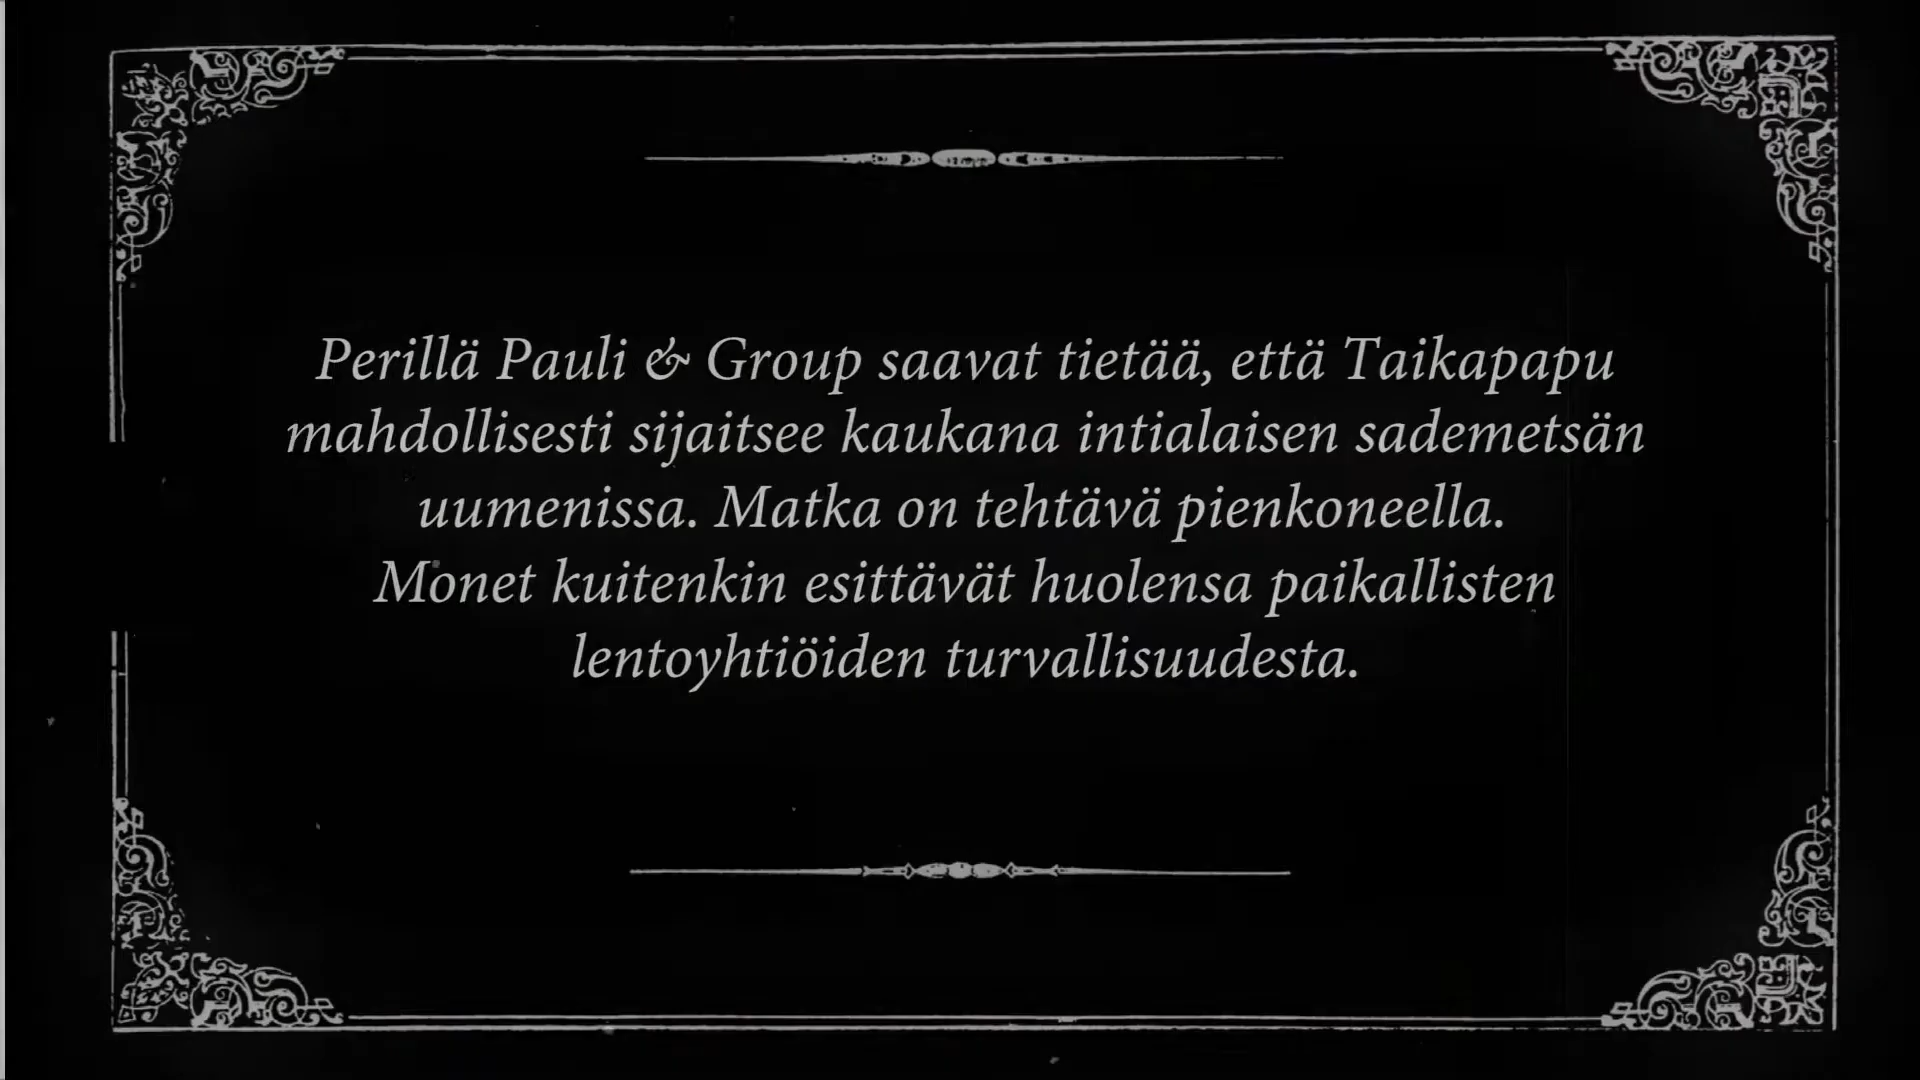 Perillä Pauli & Group saavat tietää, että Taikapapu
mahdollisesti sijaitsee kaukana intialaisen sademetsän
uumenissa. Matka on tehtävä pienkoneella.
Monet kuitenkin esittävät huolensa paikallisten
lentoyhtiöiden turvallisuudesta.